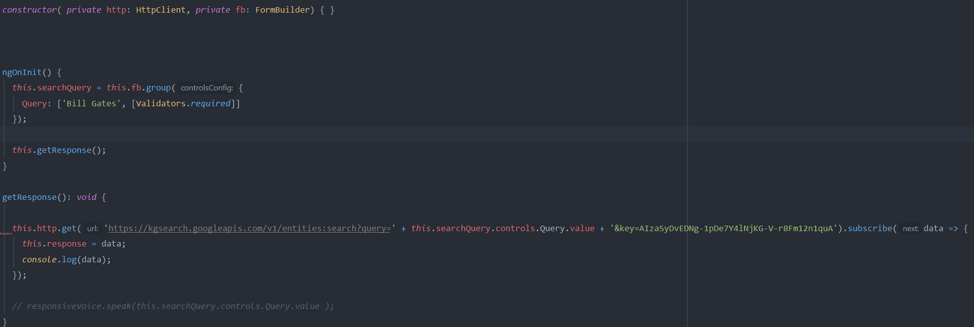 constructor( private http: HttpClient, private fb: FormBuilder) { }
ngOnInit() {
this.searchQuery = this.fb.group( controlsConfig: {
Query: ['Bill Gates', [Validators.required]]
});
this.getResponse();
}
getResponse(): void {
this.http.get( url: 'https://kgsearch.googleapis.com/v1/entities:search?query=' + this.searchQuery.controls.Query.value + '&key=AIzaSyDvEDNg-1pDe7Y4lNjKG-V-r8Fm12n1quA').subscribe( next: data => {
this.response = data;
console.log(data);
});
// responsiveVoice.speak(this.searchQuery.controls.Query.value );
}